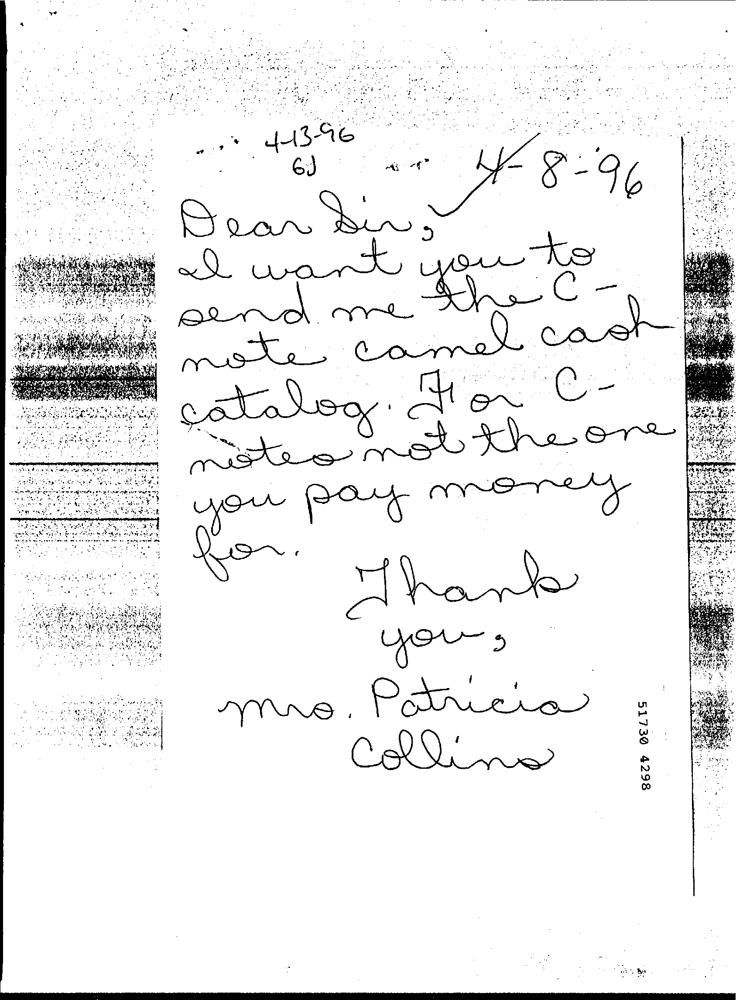 4-13-96
GJ
4-8-96
Dear Sir,
I want you to
send me the C-
note camel cash
catalog. For C-
notes not the one
you pay money
for.
Thank
you,
Mrs. Patricia
Collins
51730 4298